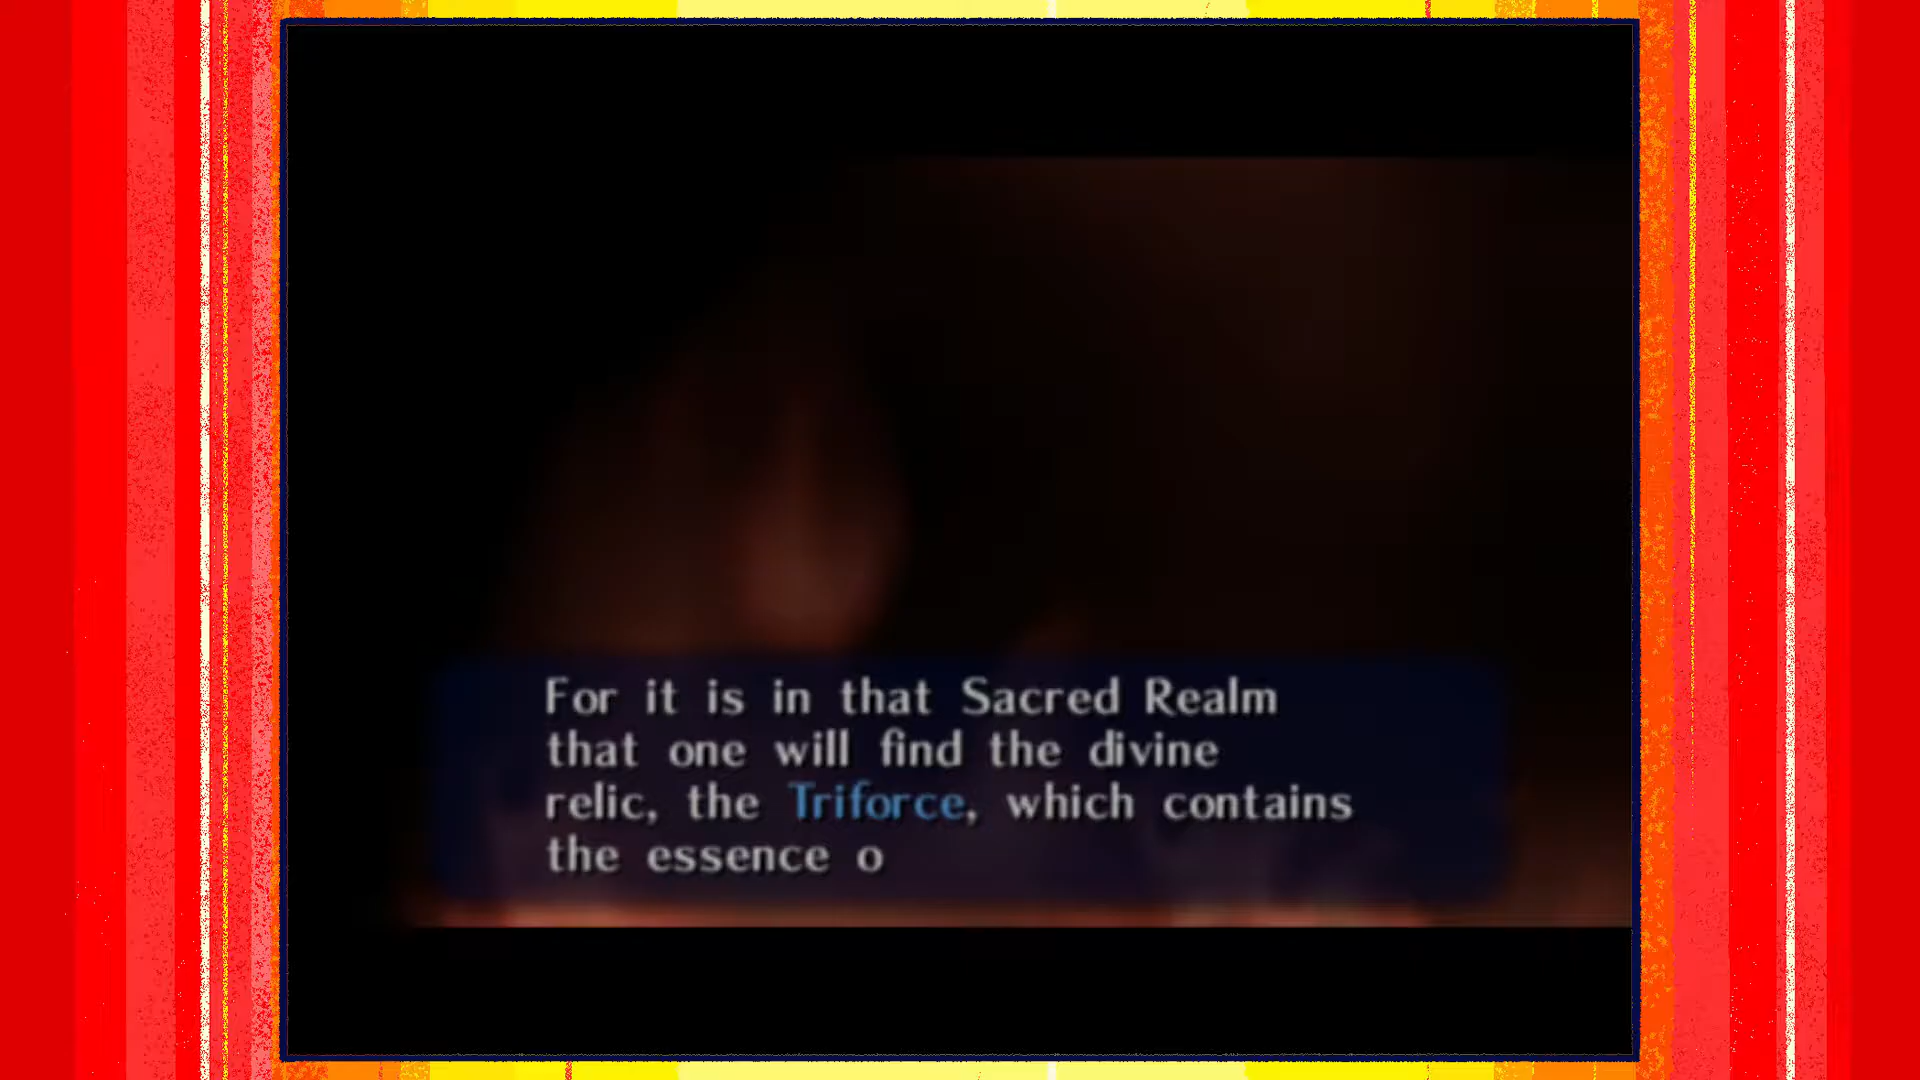 For it is in that Sacred Realm
that one will find the divine
relic, the Triforce, which contains
the essence o